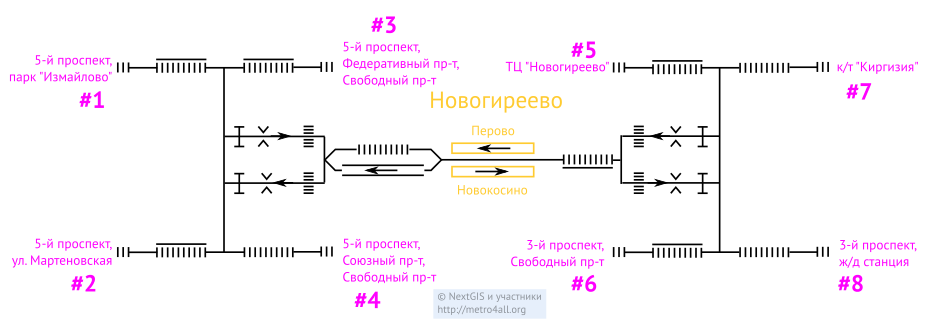 #3
5-й проспект,
парк "Измайлово"
#1
5-й проспект,
Федеративный пр-т,
Свободный пр-т
#5
ТЦ "Новогиреево"
к/т "Киргизия"
#7
Новогиреево
Перово
Новокосино
5-й проспект,
ул. Мартеновская
#2
5-й проспект,
Союзный пр-т,
Свободный пр-т
#4
3-й проспект,
Свободный пр-т
#6
3-й проспект,
ж/д станция
#8
© NextGIS и участники
http://metro4all.org